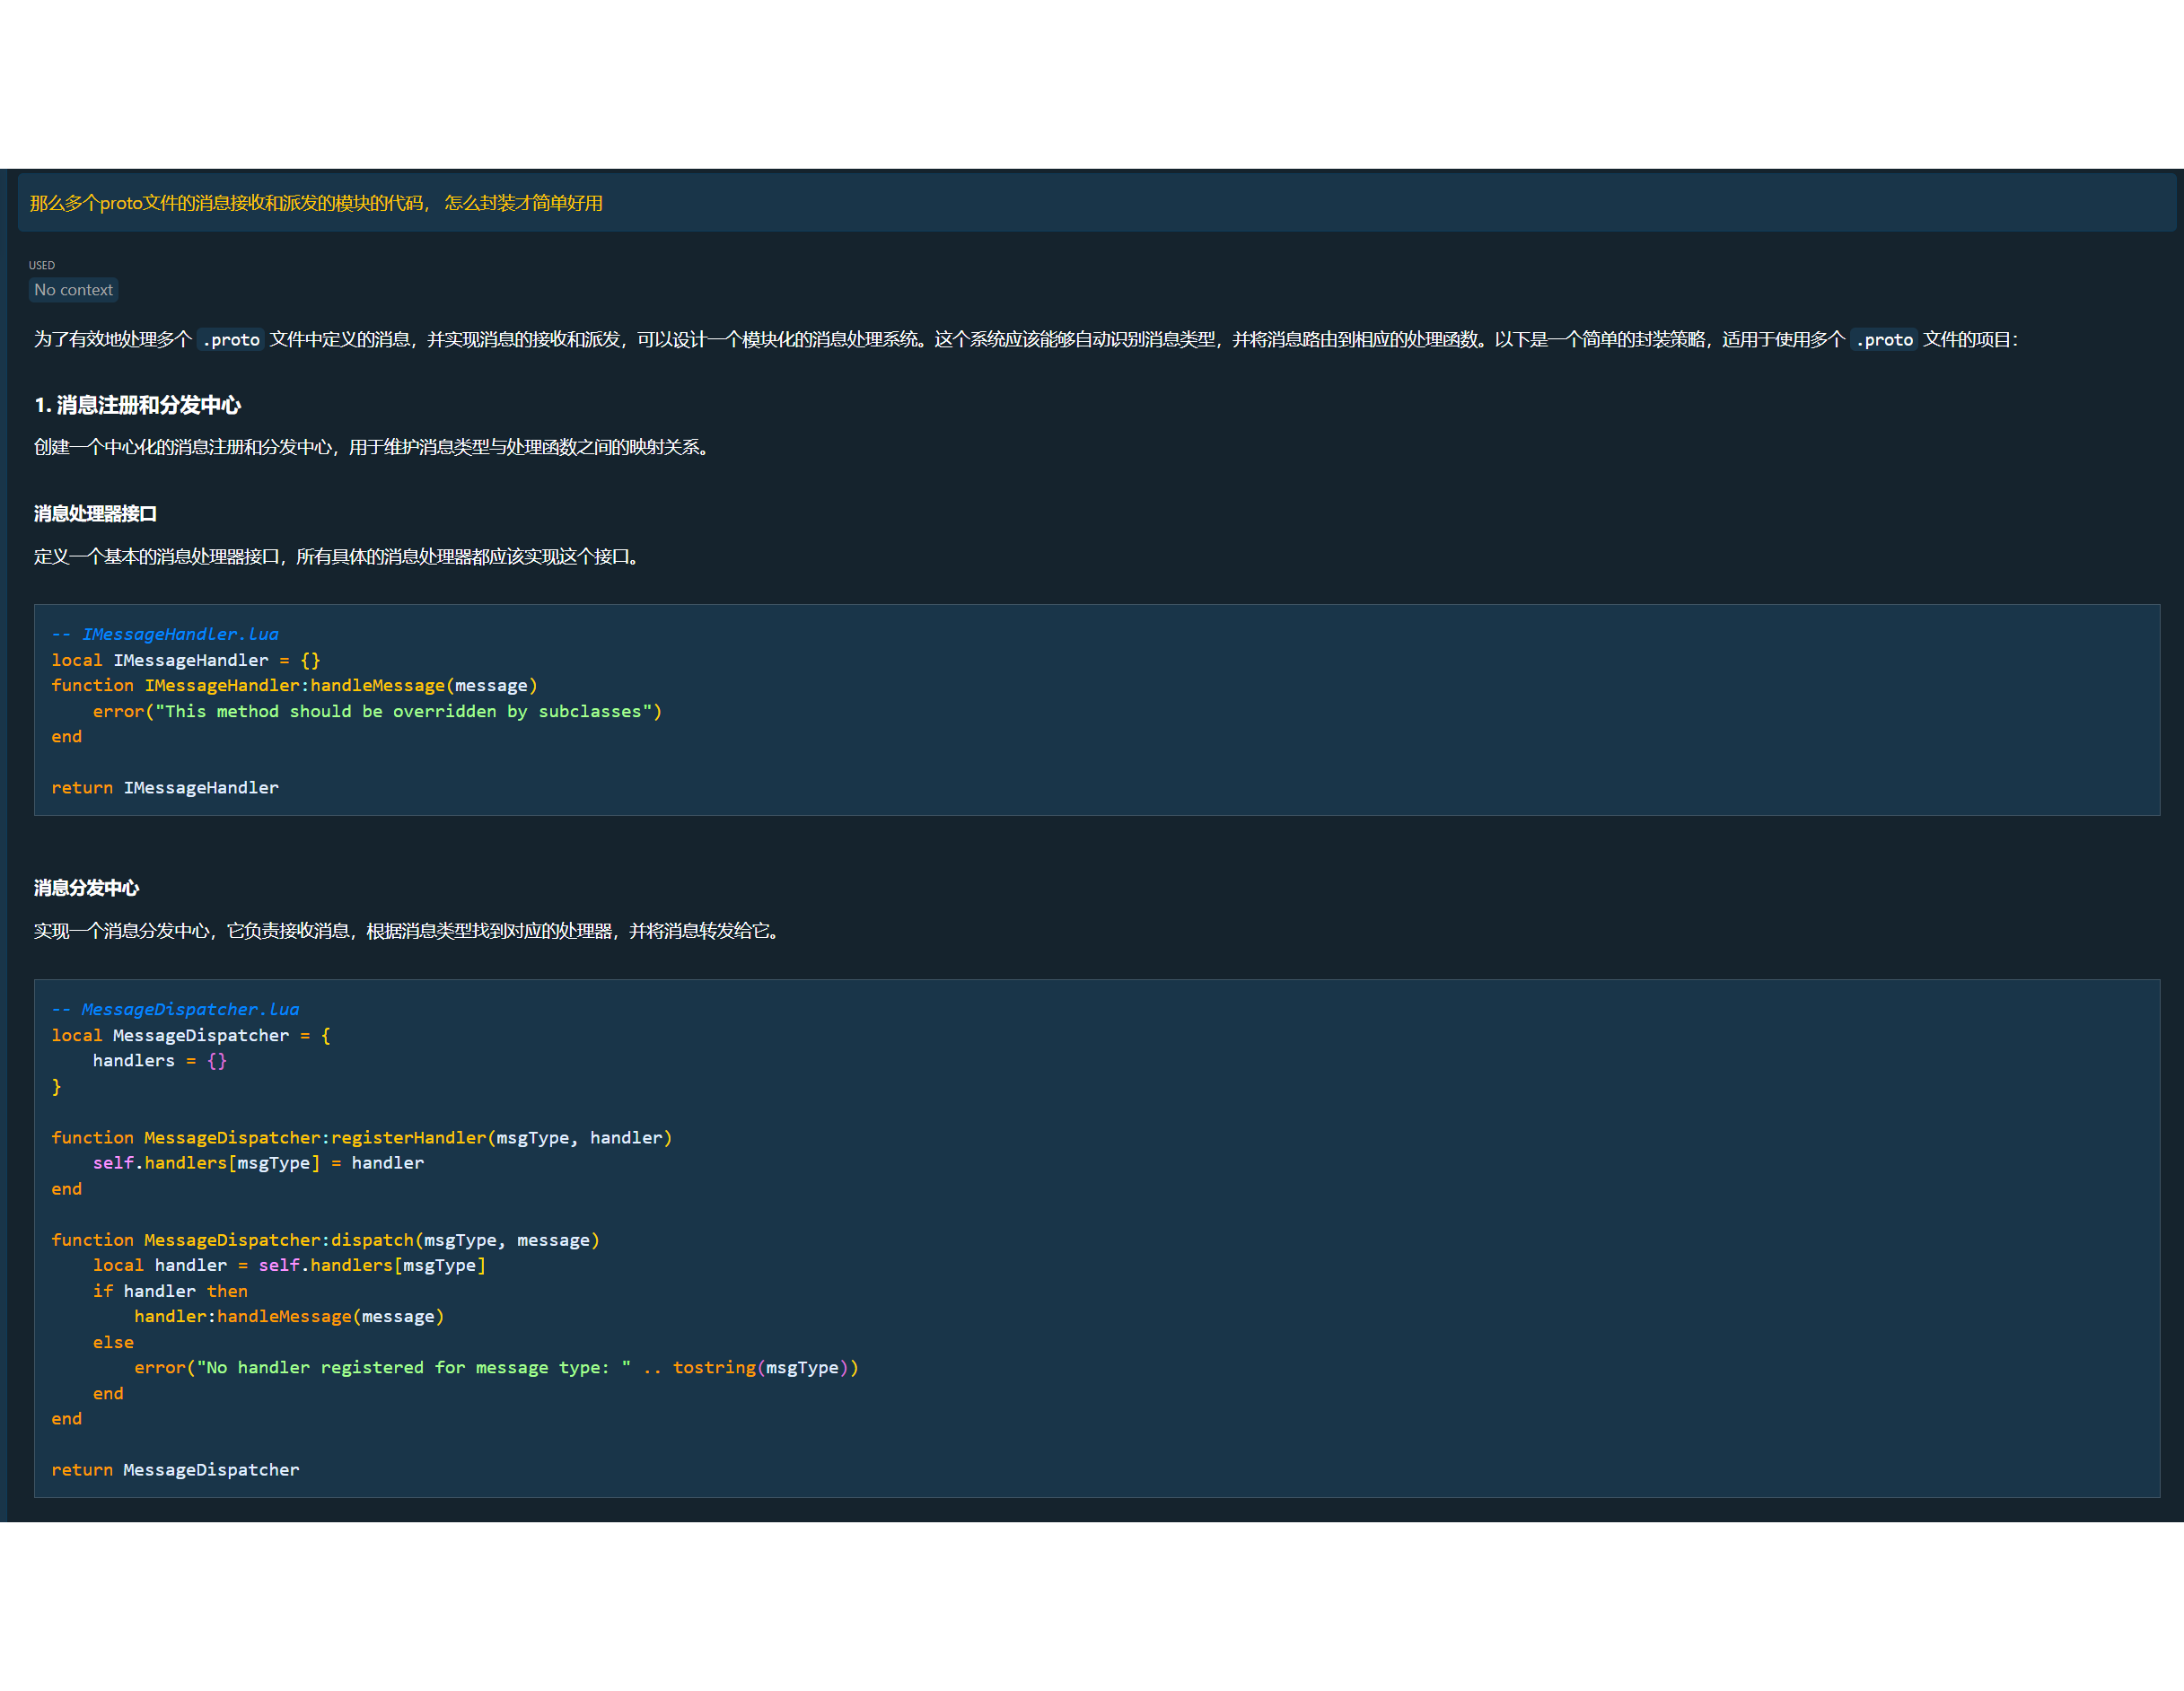 那么多个proto文件的消息接收和派发的模块的代码， 怎么封装才简单好用
USED
No context
为了有效地处理多个 .proto 文件中定义的消息，并实现消息的接收和派发，可以设计一个模块化的消息处理系统。这个系统应该能够自动识别消息类型，并将消息路由到相应的处理函数。以下是一个简单的封装策略，适用于使用多个 .proto 文件的项目：
1. 消息注册和分发中心
创建一个中心化的消息注册和分发中心，用于维护消息类型与处理函数之间的映射关系。
消息处理器接口
定义一个基本的消息处理器接口，所有具体的消息处理器都应该实现这个接口。
-- IMessageHandler.lua
local IMessageHandler = {}
function IMessageHandler:handleMessage(message)
    error("This method should be overridden by subclasses")
end
return IMessageHandler
消息分发中心
实现一个消息分发中心，它负责接收消息，根据消息类型找到对应的处理器，并将消息转发给它。
-- MessageDispatcher.lua
local MessageDispatcher = {
    handlers = {}
}
function MessageDispatcher:registerHandler(msgType, handler)
    self.handlers[msgType] = handler
end
function MessageDispatcher:dispatch(msgType, message)
    local handler = self.handlers[msgType]
    if handler then
        handler:handleMessage(message)
    else
        error("No handler registered for message type: " .. tostring(msgType))
    end
end
return MessageDispatcher